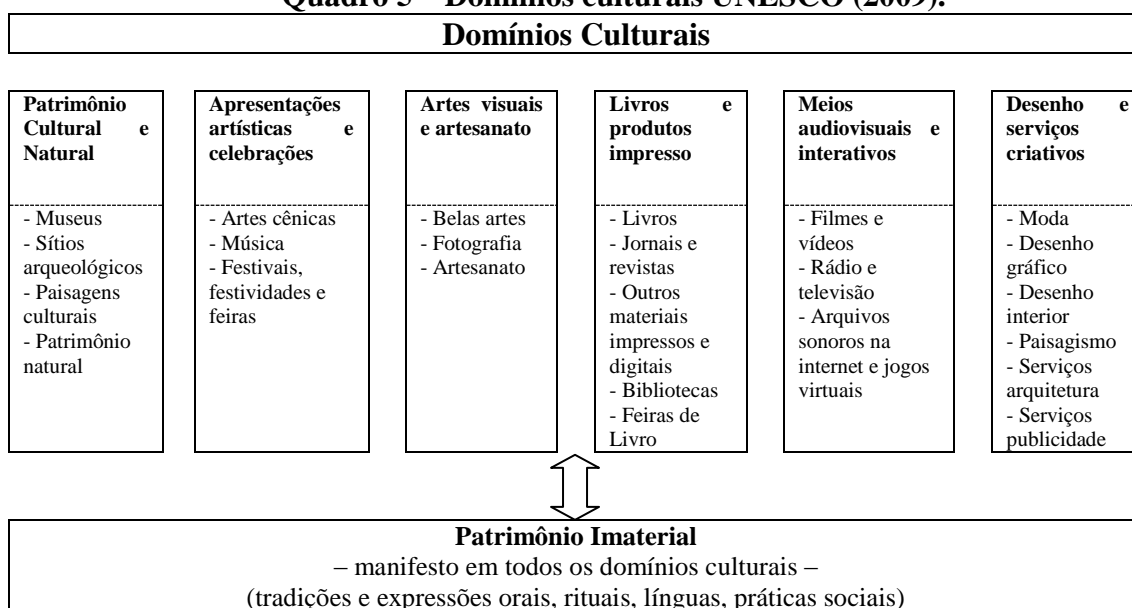 Quadro 5 – Domínios culturais UNESCO (2009).
Domínios Culturais
Patrimônio
Cultural e
Natural
- Museus
- Sítios
arqueológicos
- Paisagens
culturais
- Patrimônio
natural
Apresentações
artísticas e
celebrações
- Artes cênicas
- Música
- Festivais,
festividades e
feiras
Artes visuais
e artesanato
- Belas artes
- Fotografia
- Artesanato
Livros e
produtos
impresso
- Livros
- Jornais e
revistas
- Outros
materiais
impressos e
digitais
- Bibliotecas
- Feiras de
Livro
Meios
audiovisuais e
interativos
- Filmes e
vídeos
- Rádio e
televisão
- Arquivos
sonoros na
internet e jogos
virtuais
Desenho e
serviços
criativos
- Moda
- Desenho
gráfico
- Desenho
interior
- Paisagismo
- Serviços
arquitetura
- Serviços
publicidade
Patrimônio Imaterial
– manifesto em todos os domínios culturais –
(tradições e expressões orais, rituais, línguas, práticas sociais)